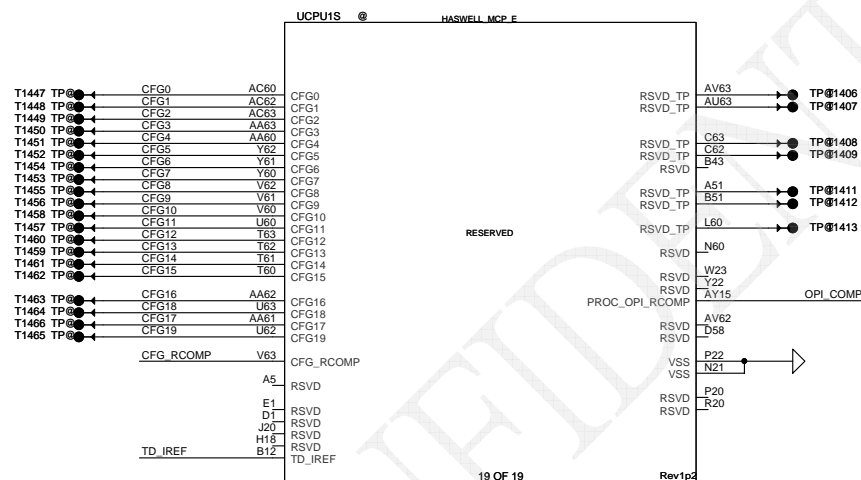 UCPU1S @ HASWELL_MCP_E
T1447 TP@ CFG0 AC60 CFG0
T1448 TP@ CFG1 AC62 CFG1
T1449 TP@ CFG2 AC63 CFG2
T1450 TP@ CFG3 AA63 CFG3
T1451 TP@ CFG4 AA60 CFG4
T1452 TP@ CFG5 Y62 CFG5
T1454 TP@ CFG6 Y61 CFG6
T1453 TP@ CFG7 Y60 CFG7
T1455 TP@ CFG8 V62 CFG8
T1456 TP@ CFG9 V61 CFG9
T1458 TP@ CFG10 V60 CFG10
T1457 TP@ CFG11 U60 CFG11
T1460 TP@ CFG12 T63 CFG12
T1459 TP@ CFG13 T62 CFG13
T1461 TP@ CFG14 T61 CFG14
T1462 TP@ CFG15 T60 CFG15
T1463 TP@ CFG16 AA62 CFG16
T1464 TP@ CFG18 U63 CFG18
T1466 TP@ CFG17 AA61 CFG17
T1465 TP@ CFG19 U62 CFG19
CFG_RCOMP V63 CFG_RCOMP
A5 RSVD
E1 RSVD
D1 RSVD
J20 RSVD
H18 RSVD
TD_IREF B12 TD_IREF
RESERVED
RSVD_TP AV63 TP@ T1406
RSVD_TP AU63 TP@ T1407
RSVD_TP C63 TP@ T1408
RSVD_TP C62 TP@ T1409
RSVD B43
RSVD_TP A51 TP@ T1411
RSVD_TP B51 TP@ T1412
RSVD_TP L60 TP@ T1413
RSVD N60
RSVD W23
RSVD Y22
PROC_OPI_RCOMP AY15 OPI_COMP
RSVD AV62
RSVD D58
VSS P22
VSS N21
RSVD P20
RSVD R20
19 OF 19 Rev1p2